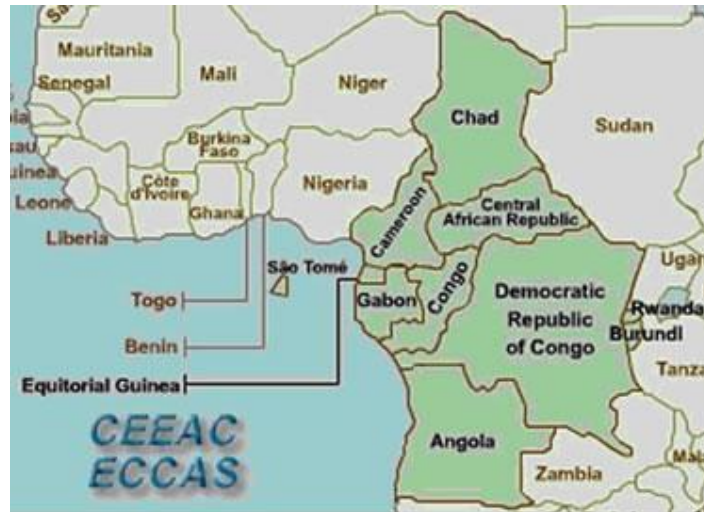 Mauritania
Mali
Niger
Chad
Sudan
Senegal
Burkina
Faso
Côte
d'Ivoire
Ghana
Nigeria
Leone
Liberia
Cameroon
Central
African Republic
São Tomé
Togo
Benin
Equitorial Guinea
Gabon
Congo
Democratic
Republic
of Congo
Ugan
Rwanda
Burundi
Tanza
Angola
Zambia
CEEAC
ECCAS